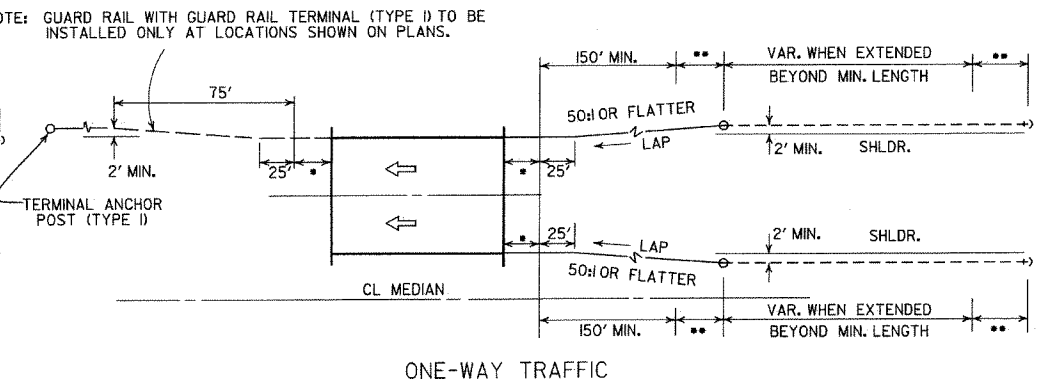 OTE: GUARD RAIL WITH GUARD RAIL TERMINAL (TYPE I) TO BE
INSTALLED ONLY AT LOCATIONS SHOWN ON PLANS.
150' MIN.
**
VAR. WHEN EXTENDED
BEYOND MIN. LENGTH
**
75'
50:1 OR FLATTER
LAP
2' MIN.
25'
*
*
25'
2' MIN.
SHLDR.
TERMINAL ANCHOR
POST (TYPE I)
*
25'
LAP
2' MIN.
SHLDR.
50:1 OR FLATTER
CL MEDIAN
150' MIN.
**
VAR. WHEN EXTENDED
BEYOND MIN. LENGTH
**
ONE-WAY TRAFFIC